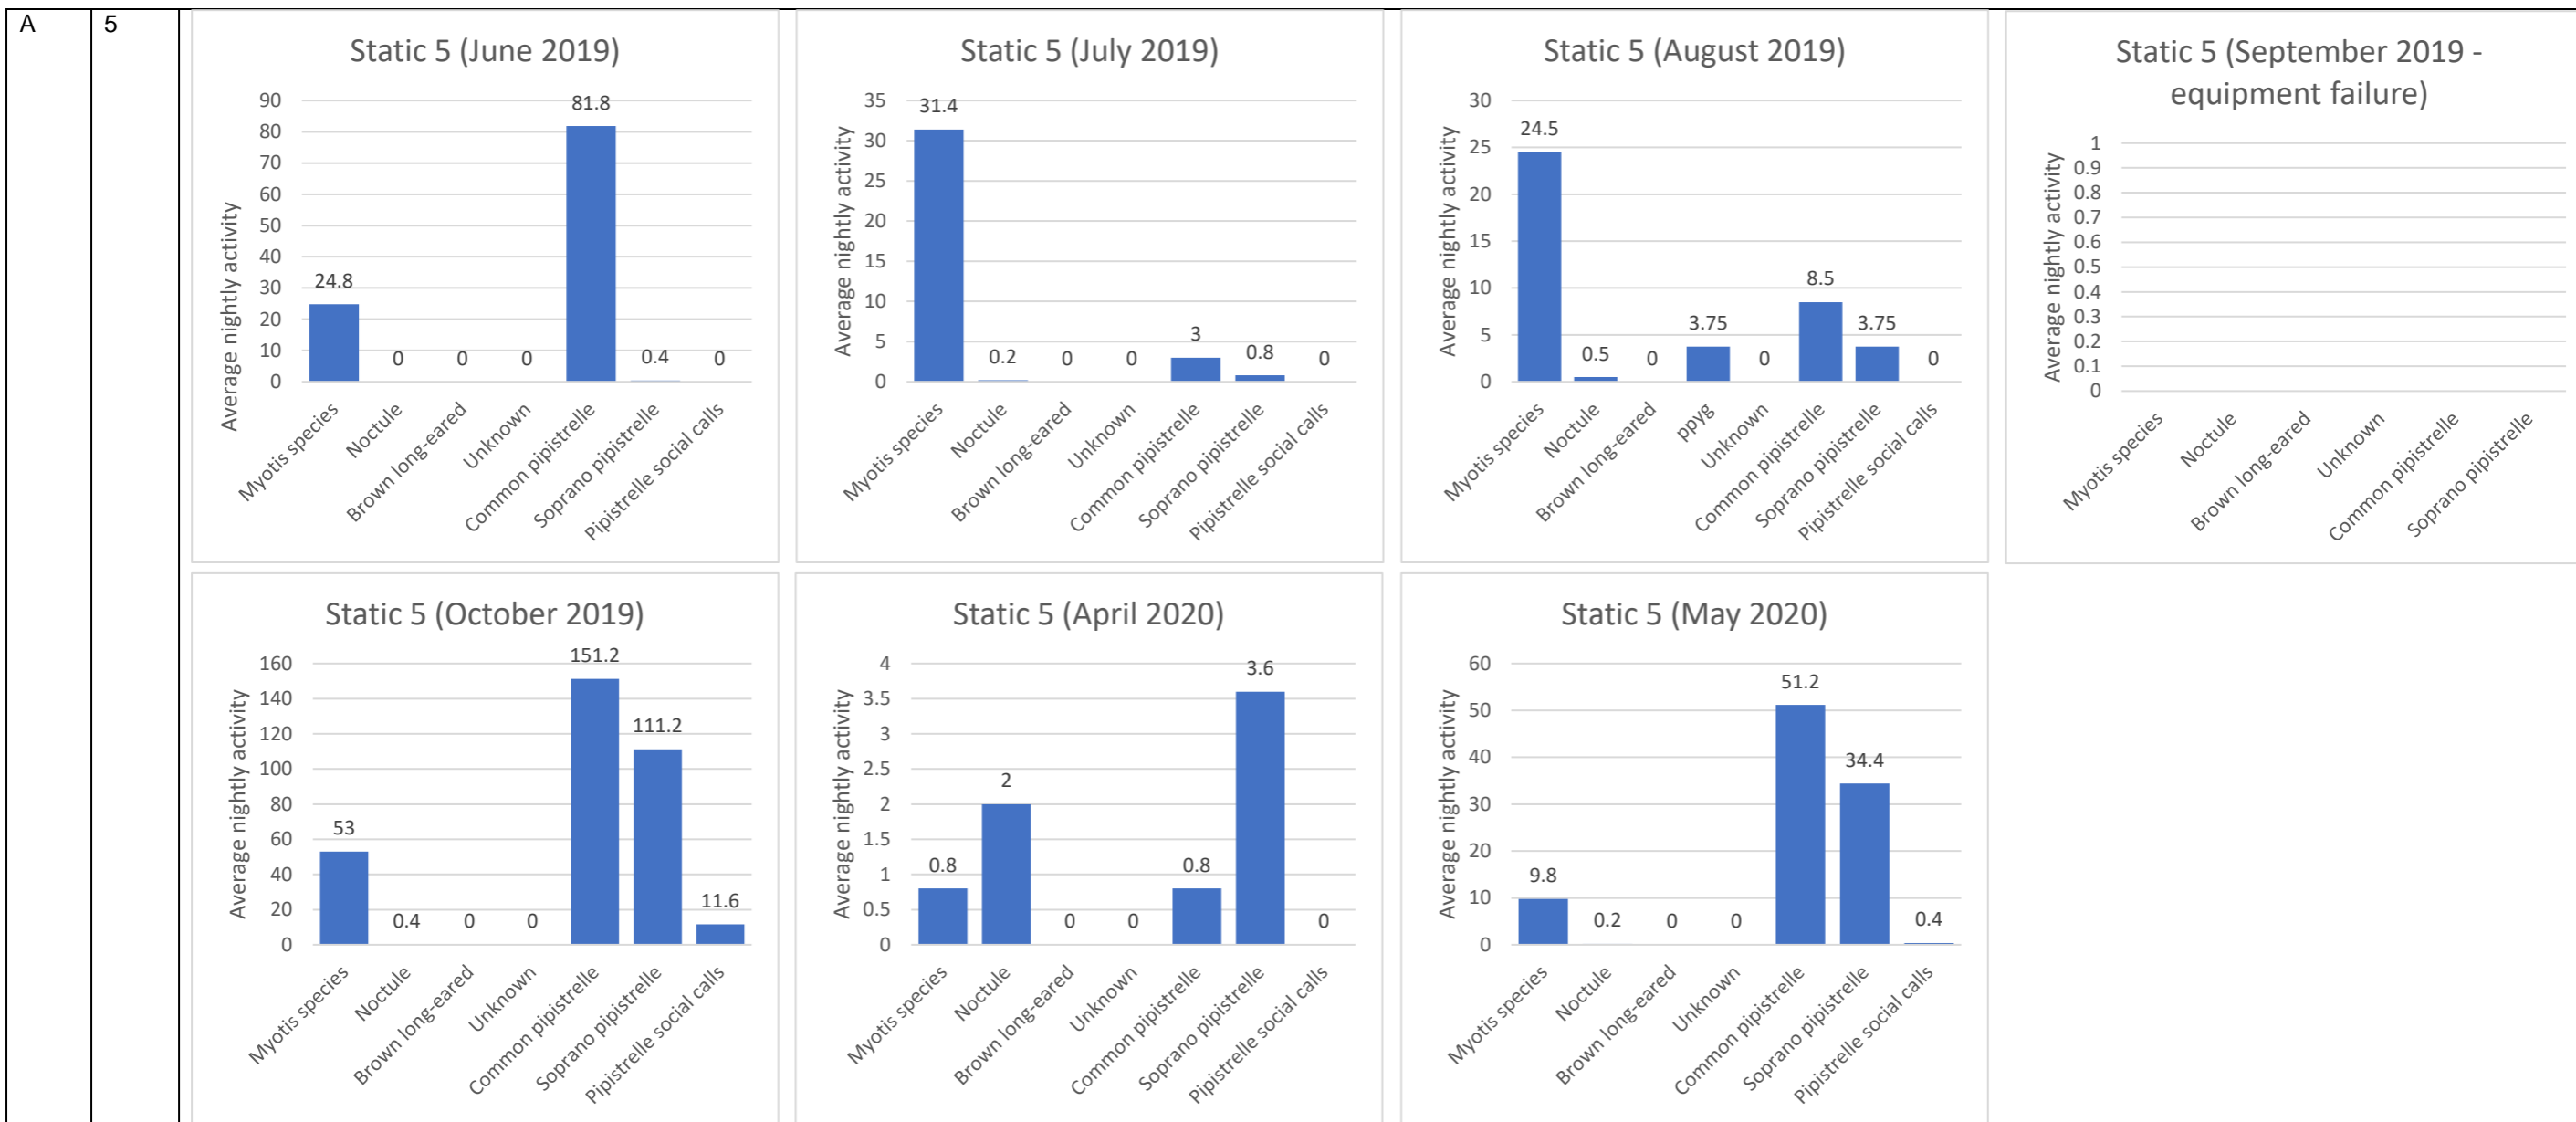 A
5
Static 5 (June 2019)
Average nightly activity
90
80
70
60
50
40
30
20
10
0
24.8
0
0
0
81.8
0.4
0
Myotis species
Noctule
Brown long-eared
Unknown
Common pipistrelle
Soprano pipistrelle
Pipistrelle social calls
Static 5 (July 2019)
Average nightly activity
35
30
25
20
15
10
5
0
31.4
0.2
0
0
3
0.8
0
Myotis species
Noctule
Brown long-eared
Unknown
Common pipistrelle
Soprano pipistrelle
Pipistrelle social calls
Static 5 (August 2019)
Average nightly activity
30
25
20
15
10
5
0
24.5
0.5
0
3.75
0
8.5
3.75
0
Myotis species
Noctule
Brown long-eared
ppyg
Unknown
Common pipistrelle
Soprano pipistrelle
Pipistrelle social calls
Static 5 (September 2019 -
equipment failure)
Average nightly activity
1
0.9
0.8
0.7
0.6
0.5
0.4
0.3
0.2
0.1
0
Myotis species
Noctule
Brown long-eared
Unknown
Common pipistrelle
Soprano pipistrelle
Static 5 (October 2019)
Average nightly activity
160
140
120
100
80
60
40
20
0
53
0.4
0
0
151.2
111.2
11.6
Myotis species
Noctule
Brown long-eared
Unknown
Common pipistrelle
Soprano pipistrelle
Pipistrelle social calls
Static 5 (April 2020)
Average nightly activity
4
3.5
3
2.5
2
1.5
1
0.5
0
0.8
2
0
0
0.8
3.6
0
Myotis species
Noctule
Brown long-eared
Unknown
Common pipistrelle
Soprano pipistrelle
Pipistrelle social calls
Static 5 (May 2020)
Average nightly activity
60
50
40
30
20
10
0
9.8
0.2
0
0
51.2
34.4
0.4
Myotis species
Noctule
Brown long-eared
Unknown
Common pipistrelle
Soprano pipistrelle
Pipistrelle social calls